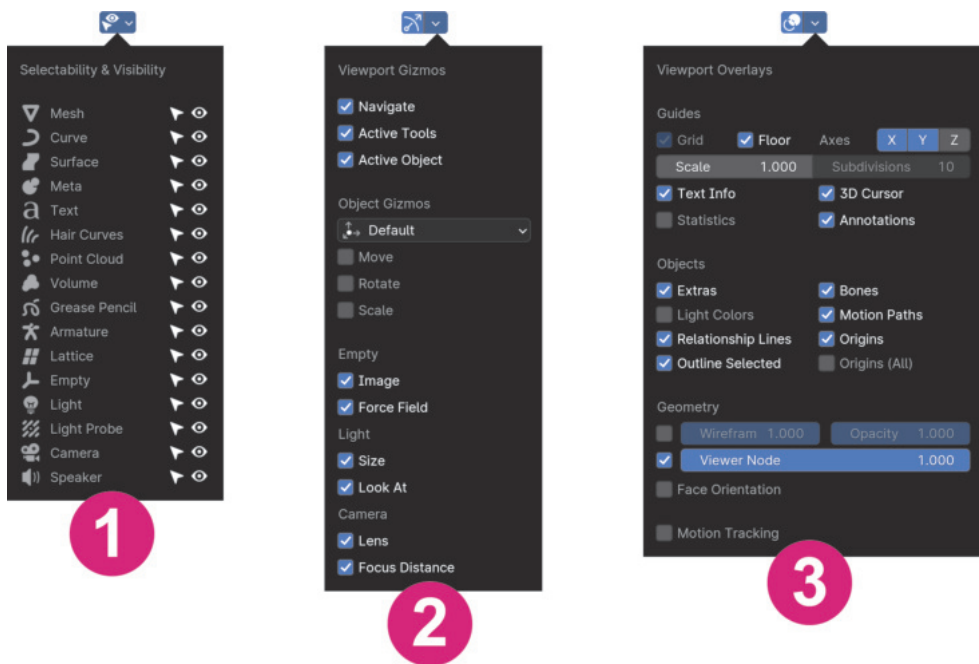 Selectability & Visibility
Mesh
Curve
Surface
Meta
Text
Hair Curves
Point Cloud
Volume
Grease Pencil
Armature
Lattice
Empty
Light
Light Probe
Camera
Speaker
1
Viewport Gizmos
Navigate
Active Tools
Active Object
Object Gizmos
Default
Move
Rotate
Scale
Empty
Image
Force Field
Light
Size
Look At
Camera
Lens
Focus Distance
2
Viewport Overlays
Guides
Grid Floor Axes X Y Z
Scale 1.000 Subdivisions 10
Text Info 3D Cursor
Statistics Annotations
Objects
Extras Bones
Light Colors Motion Paths
Relationship Lines Origins
Outline Selected Origins (All)
Geometry
Wirefram 1.000 Opacity 1.000
Viewer Node 1.000
Face Orientation
Motion Tracking
3